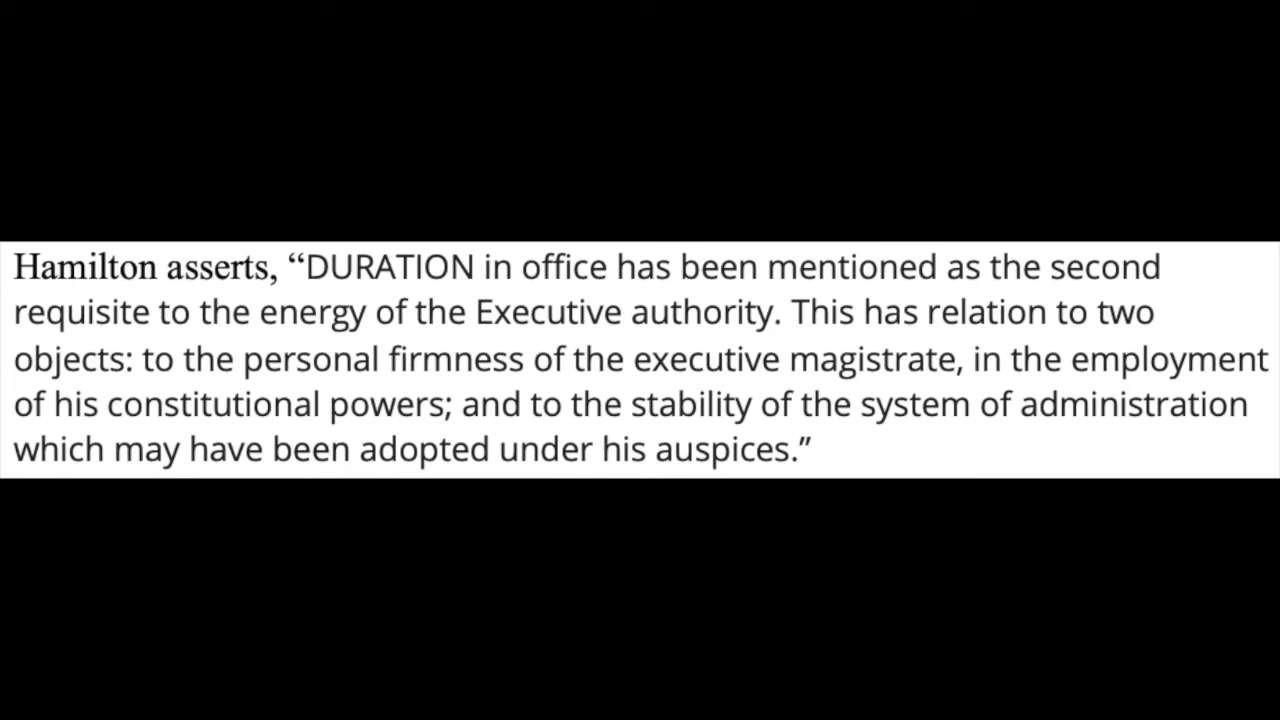 Hamilton asserts, “DURATION in office has been mentioned as the second
requisite to the energy of the Executive authority. This has relation to two
objects: to the personal firmness of the executive magistrate, in the employment
of his constitutional powers; and to the stability of the system of administration
which may have been adopted under his auspices.”